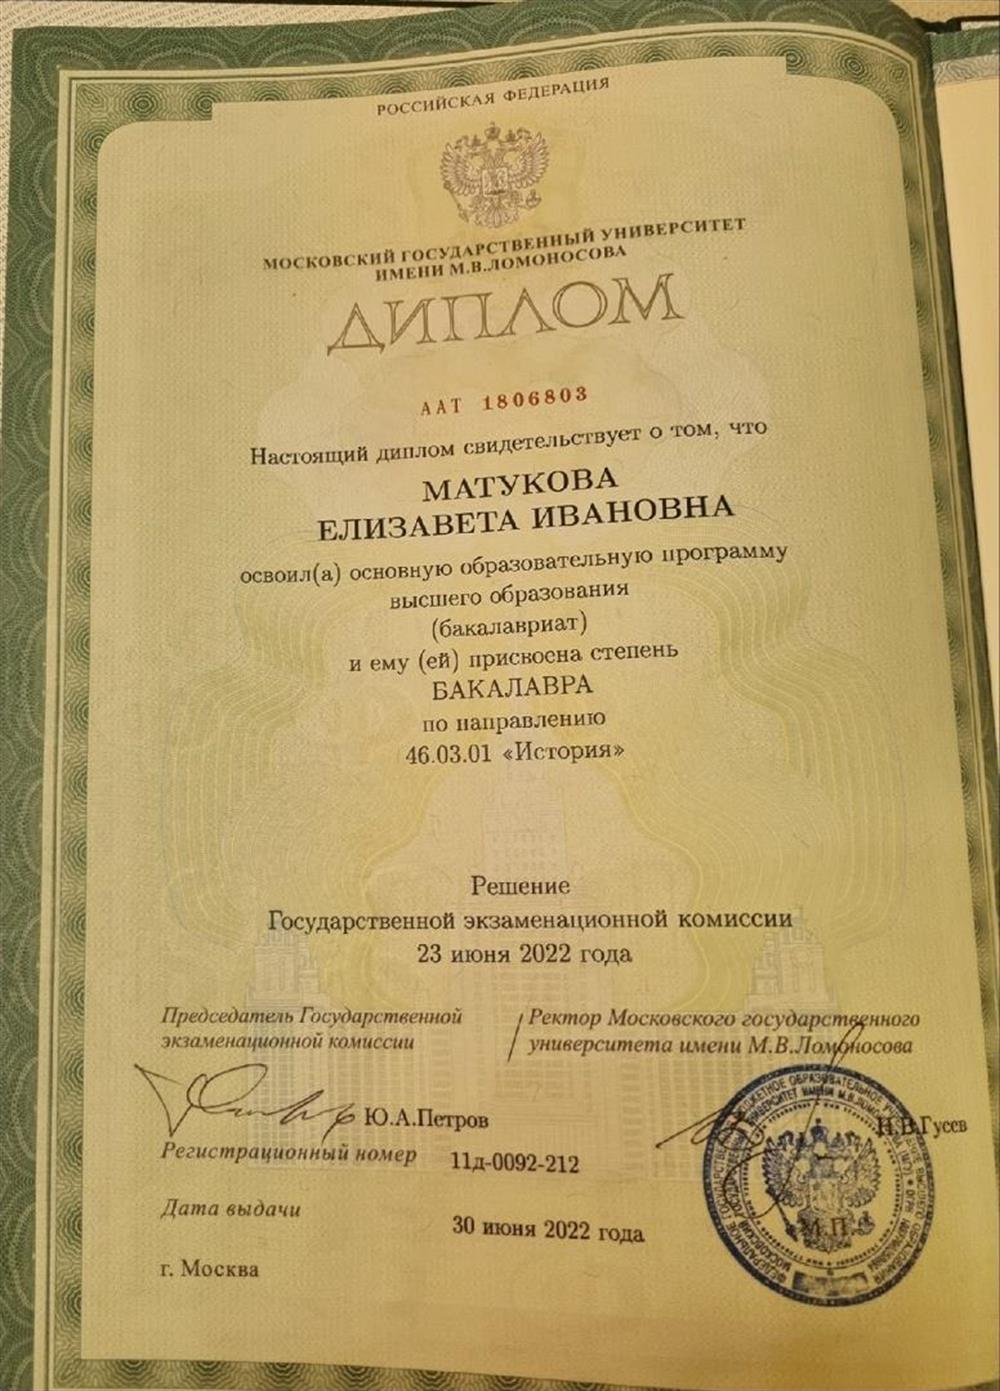 РОССИЙСКАЯ ФЕДЕРАЦИЯ
МОСКОВСКИЙ ГОСУДАРСТВЕННЫЙ УНИВЕРСИТЕТ
ИМЕНИ М.В.ЛОМОНОСОВА
ДИПЛОМ
ААТ 1806803
Настоящий диплом свидетельствует о том, что
МАТУКОВА
ЕЛИЗАВЕТА ИВАНОВНА
освоил(а) основную образовательную программу
высшего образования
(бакалавриат)
и ему (ей) присвоена степень
БАКАЛАВРА
по направлению
46.03.01 «История»
Решение
Государственной экзаменационной комиссии
23 июня 2022 года
Председатель Государственной
экзаменационной комиссии
Ю.А.Петров
Ректор Московского государственного
университета имени М.В.Ломоносова
Н.В.Гусев
М.П.
Регистрационный номер 11д-0092-212
Дата выдачи 30 июня 2022 года
г. Москва